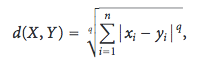 d(X, Y) = \sqrt[q]{\sum_{i=1}^{n} |x_i - y_i|^q},